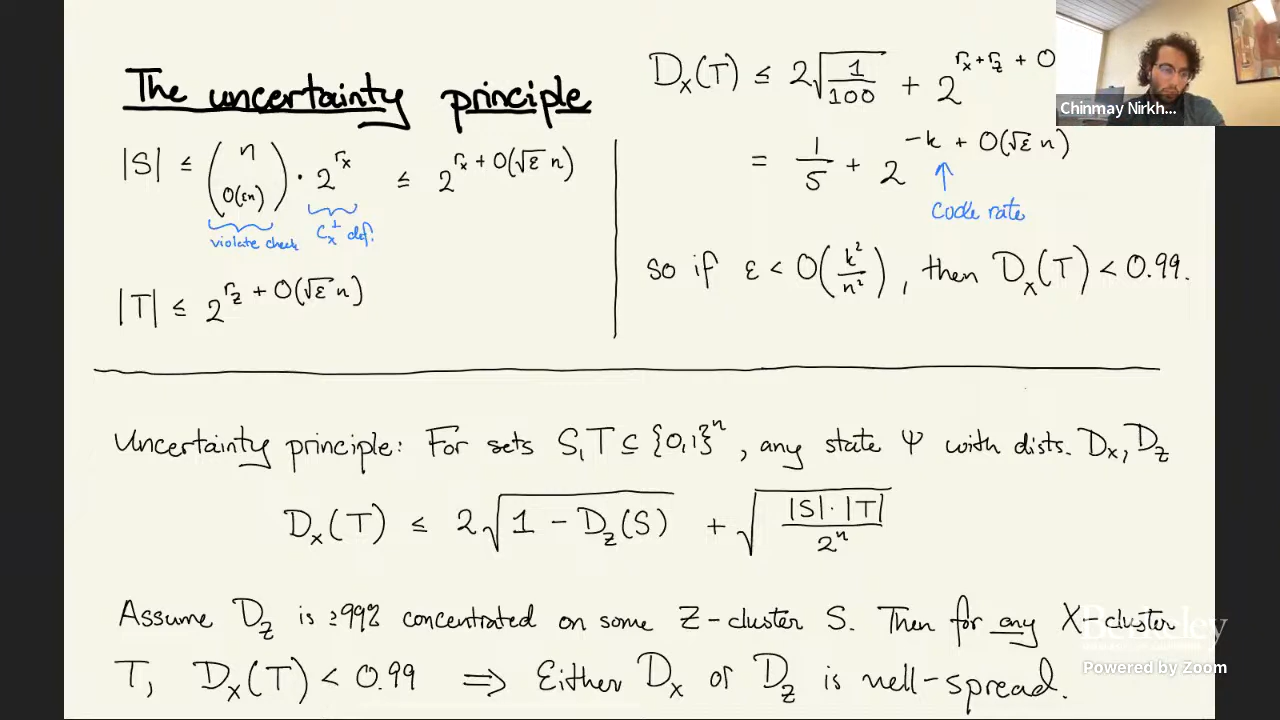 The uncertainty principle
|S| ≤ (n O(εn)) · 2^{r_x} ≤ 2^{r_x + O(√ε n)}
violate check C_x^⊥ def.
|T| ≤ 2^{r_z + O(√ε n)}
D_x(T) ≤ 2√(1/100) + 2^{r_x + r_z + O
= 1/5 + 2^{-k + O(√ε n)}
code rate
so if ε < O(k²/n²), then D_x(T) < 0.99.
Chinmay Nirkh...
Uncertainty principle: For sets S,T ⊆ {0,1}^n, any state Ψ with dists. D_x, D_z
D_x(T) ≤ 2√(1 - D_z(S)) + √(|S|·|T| / 2^n)
Assume D_z is ≥99% concentrated on some Z-cluster S. Then for any X-cluster
T, D_x(T) < 0.99 ⟹ Either D_x or D_z is well-spread.
Berkeley
Powered by Zoom